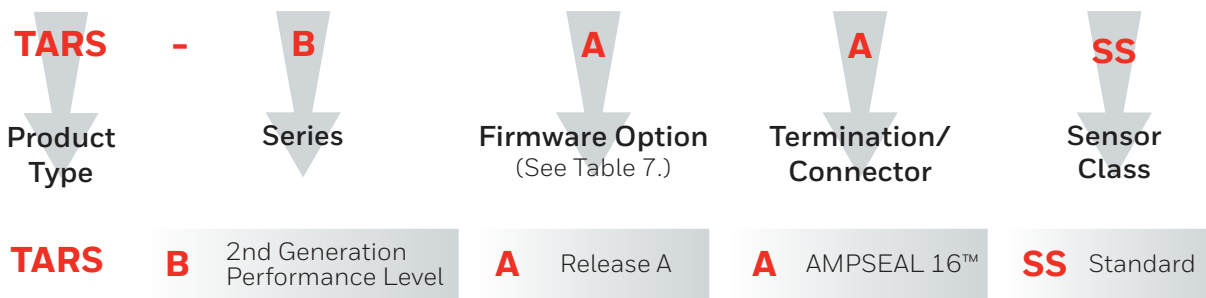 TARS - B A A SS
Product Type Series Firmware Option (See Table 7.) Termination/ Connector Sensor Class
TARS B 2nd Generation Performance Level A Release A A AMPSEAL 16™ SS Standard